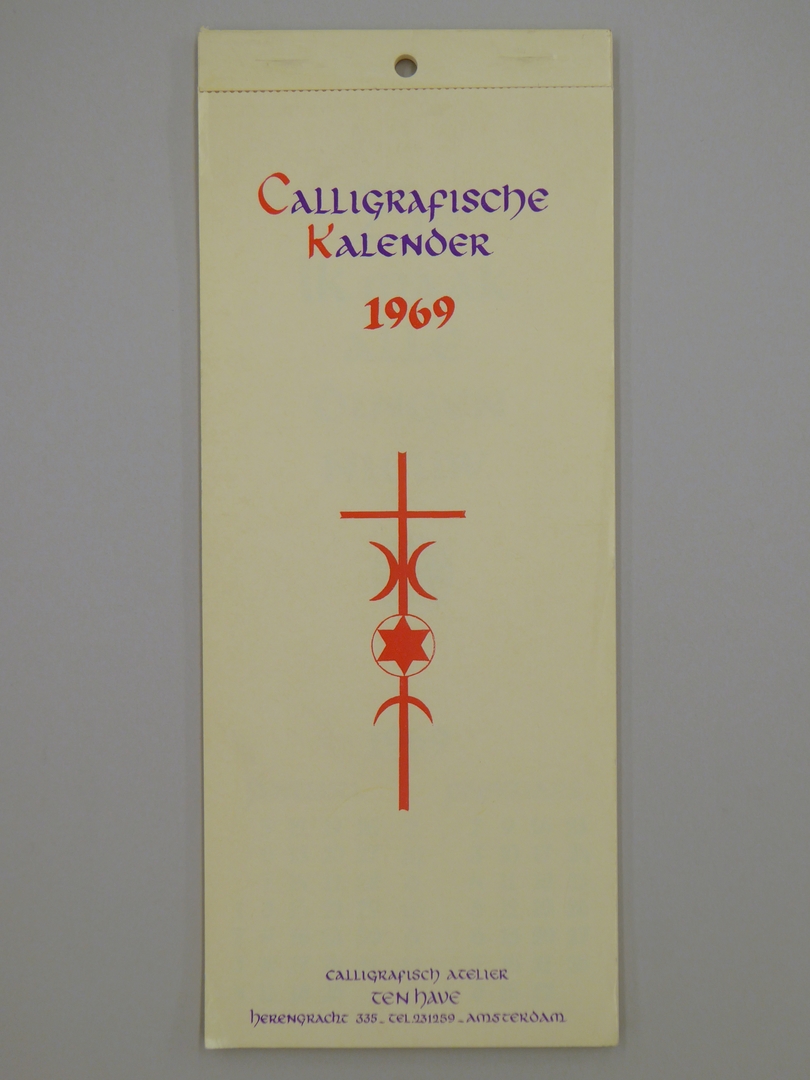 Calligrafische
Kalender
1969
calligrafisch atelier
ten have
herengracht 335_tel.231259_amsterdam